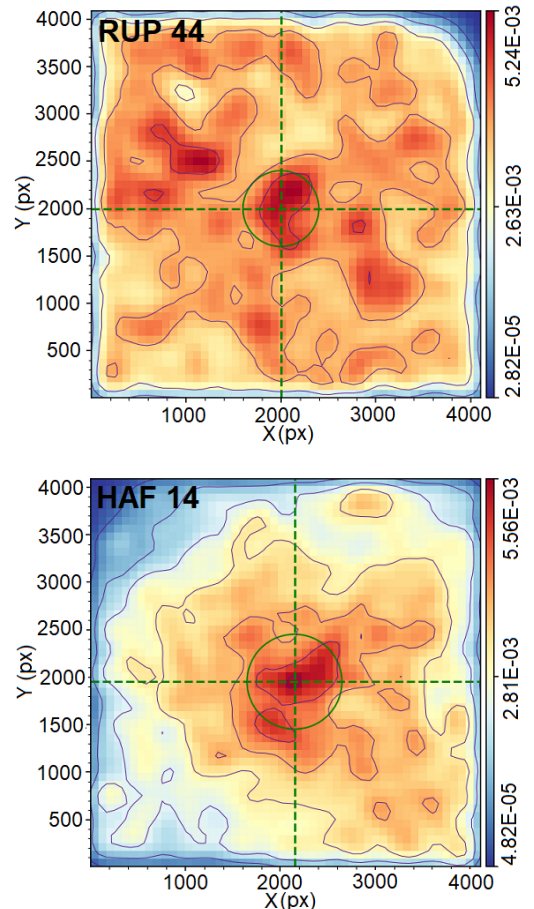 RUP 44
4000
3500
3000
2500
2000
1500
1000
500
Y (px)
1000 2000 3000 4000
X(px)
5.24E-03
2.63E-03
2.82E-05
HAF 14
4000
3500
3000
2500
2000
1500
1000
500
Y (px)
1000 2000 3000 4000
X(px)
5.56E-03
2.81E-03
4.82E-05